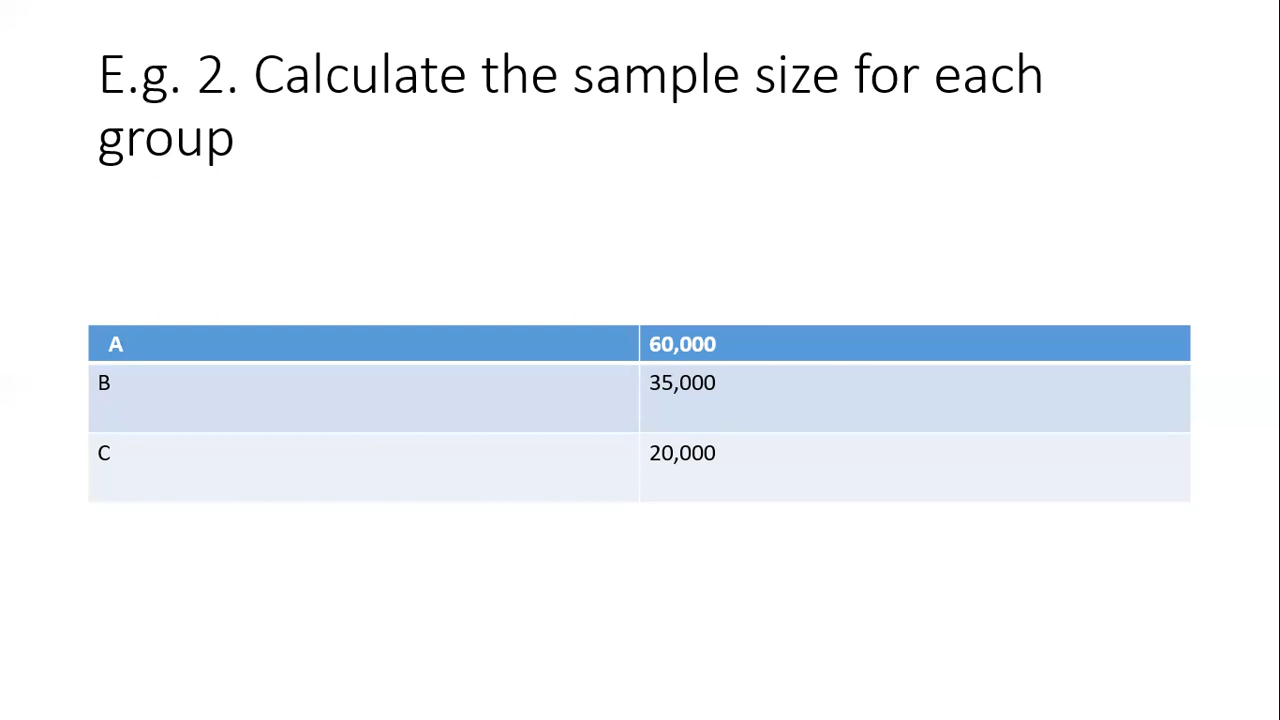 E.g. 2. Calculate the sample size for each
group
A 60,000
B 35,000
C 20,000